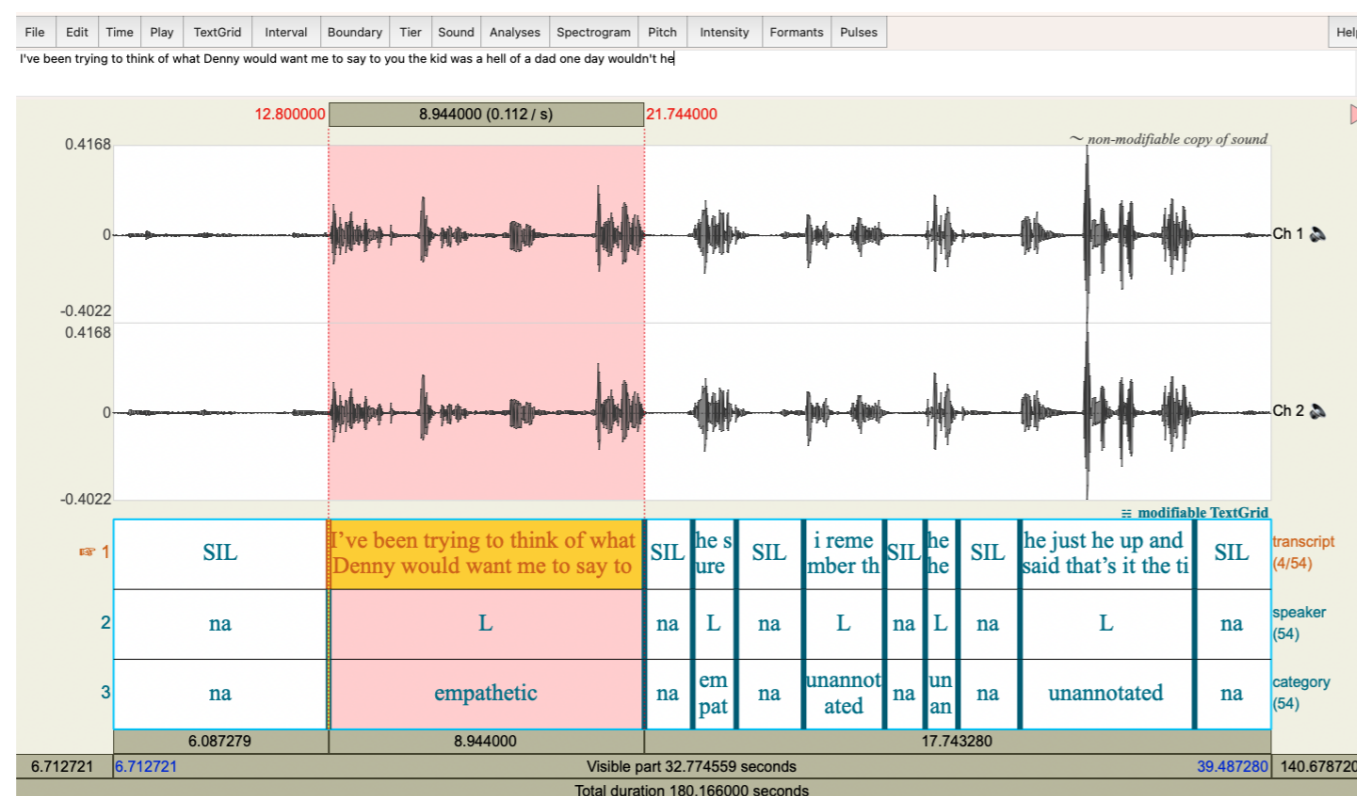 File Edit Time Play TextGrid Interval Boundary Tier Sound Analyses Spectrogram Pitch Intensity Formants Pulses Help
I've been trying to think of what Denny would want me to say to you the kid was a hell of a dad one day wouldn't he
12.800000 8.944000 (0.112 / s) 21.744000
~ non-modifiable copy of sound
0.4168
0
Ch 1
-0.4022
0.4168
0
Ch 2
-0.4022
modifiable TextGrid
1
SIL
I've been trying to think of what
Denny would want me to say to
SIL
he s
ure
SIL
i reme
mber th
SIL
he
he
SIL
he just he up and
said that's it the ti
SIL
transcript
(4/54)
2 na L na L na L na L na L na
speaker
(54)
3
na
empathetic
na
em
pat
na
unannot
ated
na
un
an
na
unannotated
na
category
(54)
6.087279 8.944000 17.743280
6.712721 6.712721 Visible part 32.774559 seconds 39.487280 140.678720
Total duration 180.166000 seconds